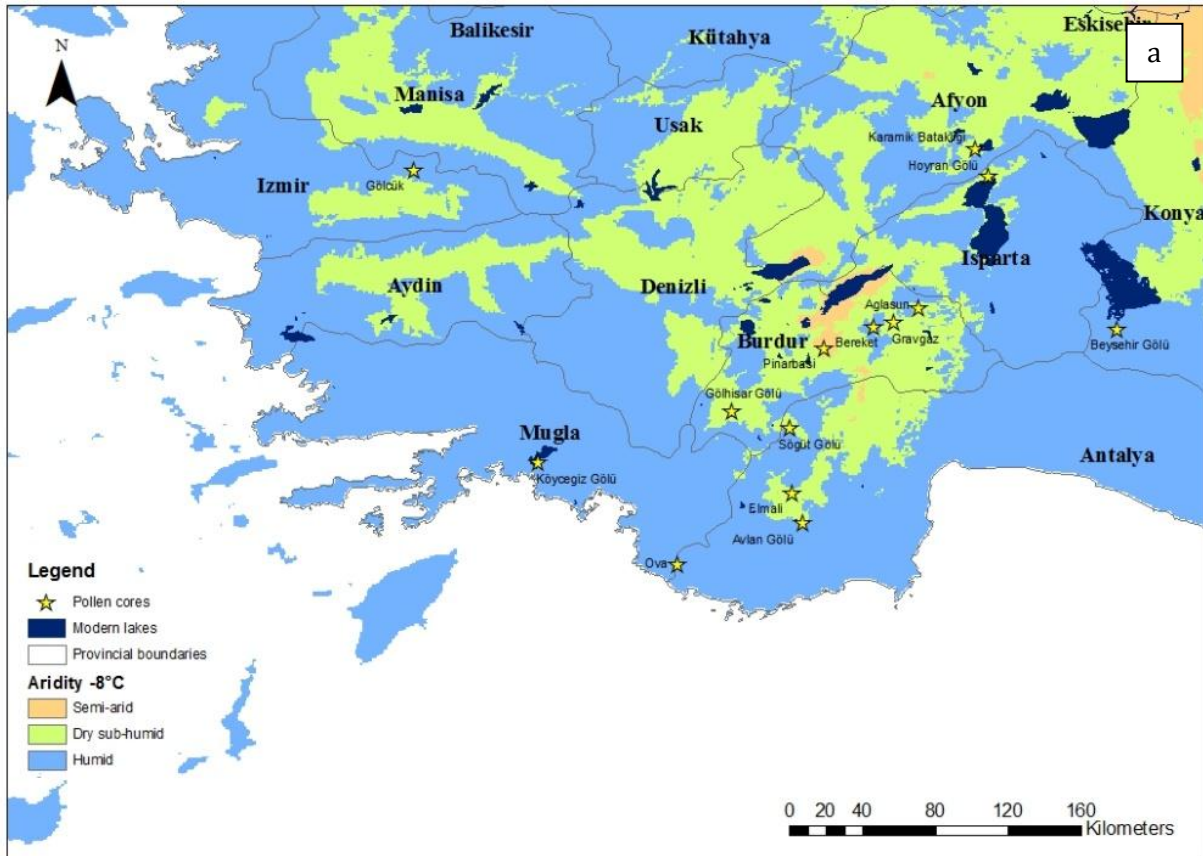 Balikesir
Kütahya
Eskisehir
a
N
Manisa
Usak
Afyon
Karamik Batakligi
Hoyran Gölü
Izmir
Gölcük
Konya
Isparta
Aydin
Denizli
Aglasun
Burdur
Bereket
Gravgaz
Beysehir Gölü
Pinarbasi
Gölhisar Gölü
Mugla
Sögüt Gölü
Antalya
Köycegiz Gölü
Elmali
Avlan Gölü
Ova
Legend
Pollen cores
Modern lakes
Provincial boundaries
Aridity -8°C
Semi-arid
Dry sub-humid
Humid
0 20 40 80 120 160
Kilometers